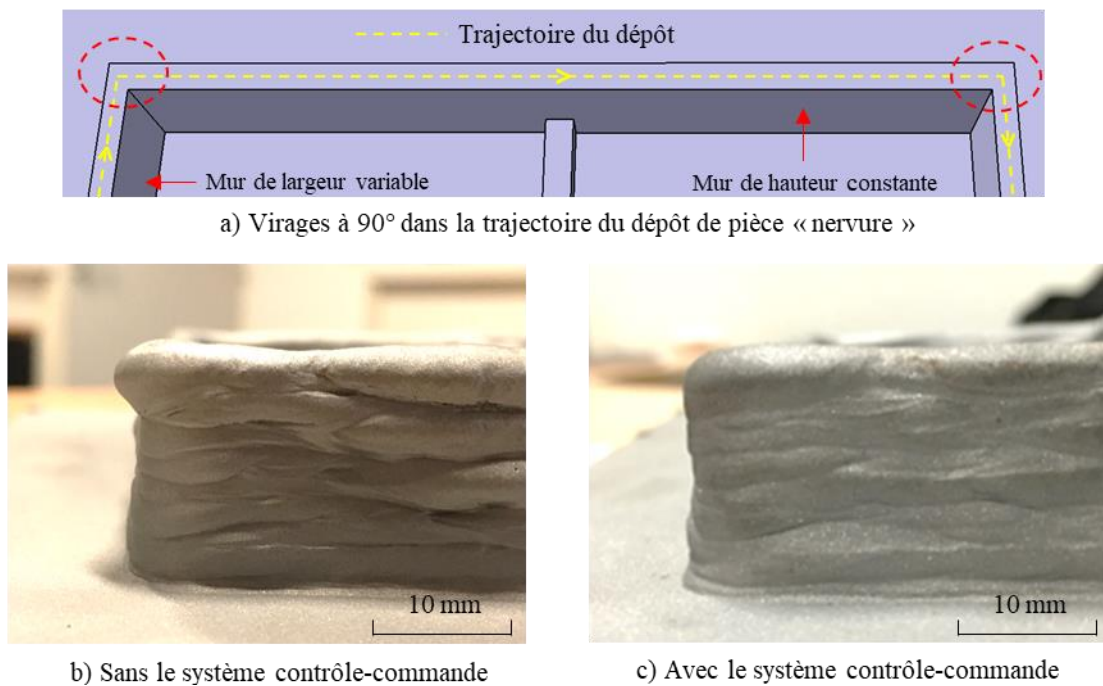 Trajectoire du dépôt
Mur de largeur variable
Mur de hauteur constante
a) Virages à 90° dans la trajectoire du dépôt de pièce « nervure »
10 mm
10 mm
b) Sans le système contrôle-commande
c) Avec le système contrôle-commande